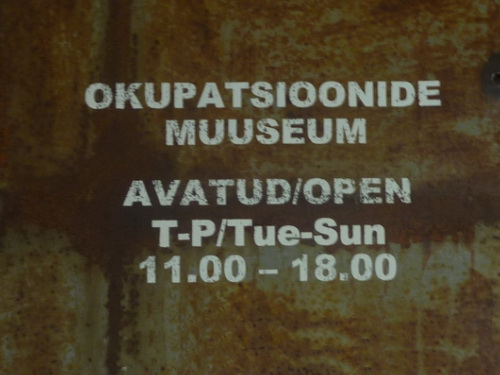 OKUPATSIOONIDE
MUUSEUM
AVATUD/OPEN
T-P/Tue-Sun
11.00 – 18.00